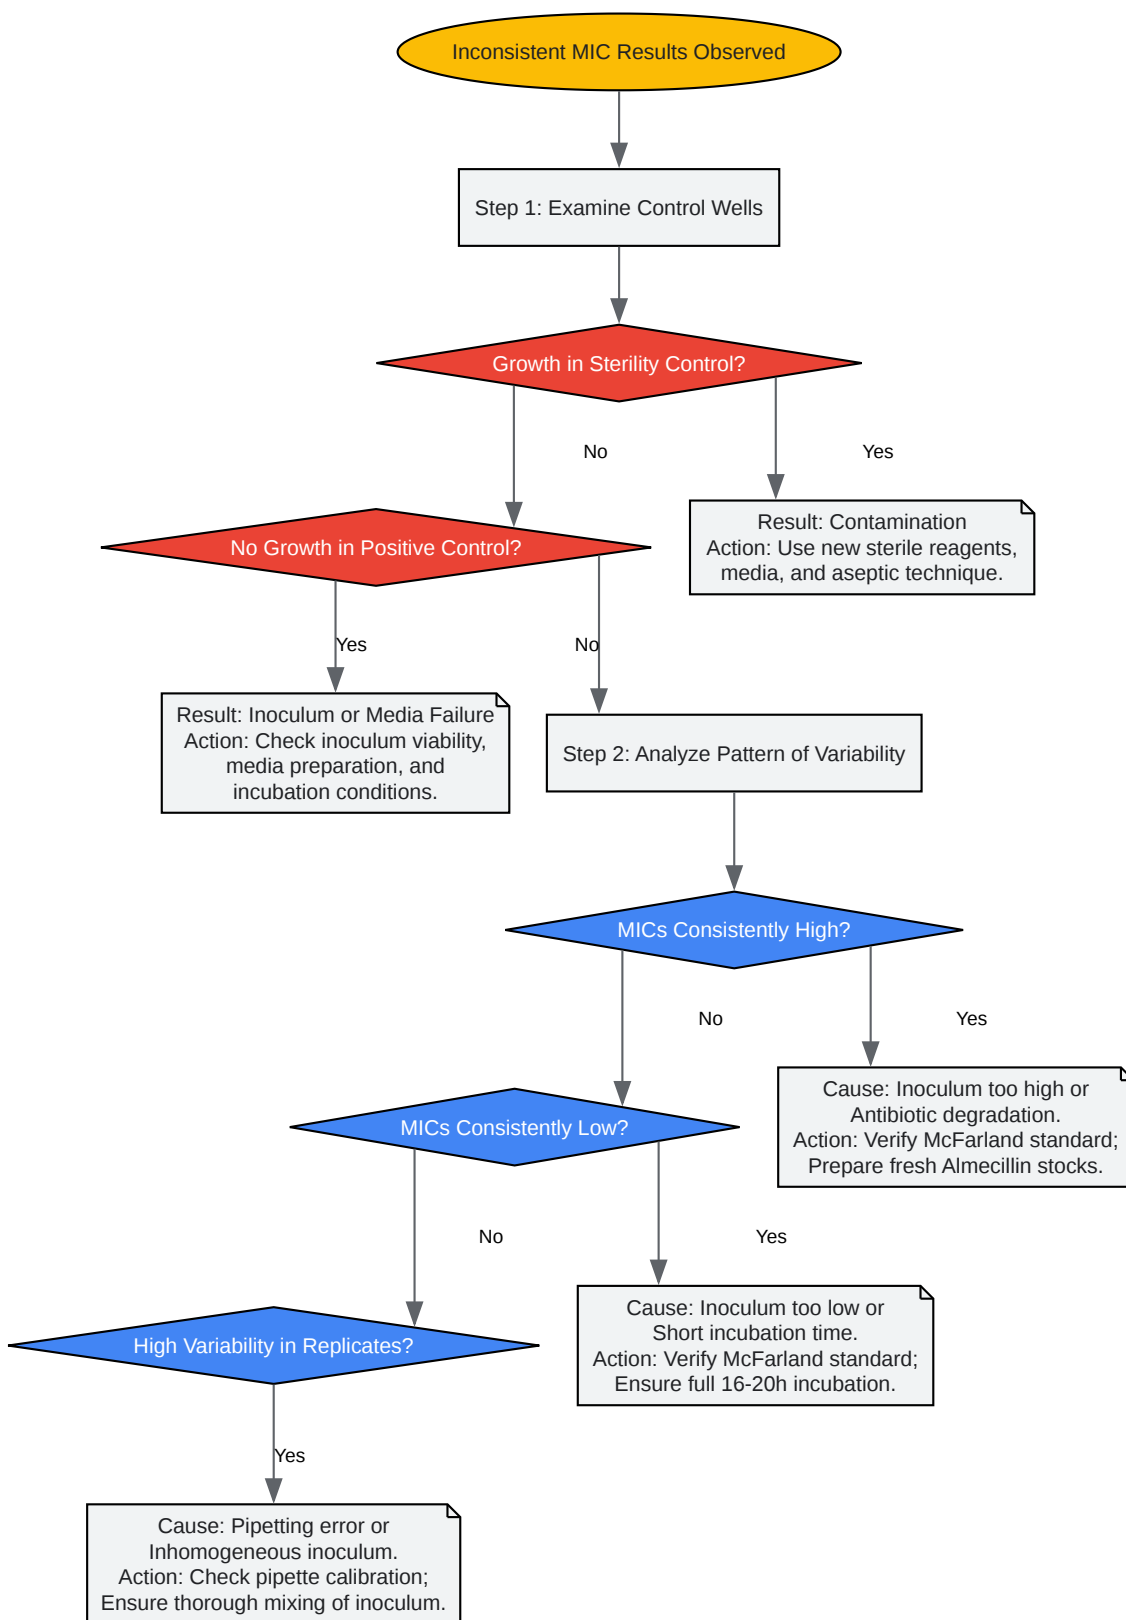 Inconsistent MIC Results Observed
Step 1: Examine Control Wells
Growth in Sterility Control?
No
Yes
Result: Contamination
Action: Use new sterile reagents,
media, and aseptic technique.
No Growth in Positive Control?
Yes
No
Result: Inoculum or Media Failure
Action: Check inoculum viability,
media preparation, and
incubation conditions.
Step 2: Analyze Pattern of Variability
MICs Consistently High?
No
Yes
Cause: Inoculum too high or
Antibiotic degradation.
Action: Verify McFarland standard;
Prepare fresh Almecillin stocks.
MICs Consistently Low?
No
Yes
Cause: Inoculum too low or
Short incubation time.
Action: Verify McFarland standard;
Ensure full 16-20h incubation.
High Variability in Replicates?
Yes
Cause: Pipetting error or
Inhomogeneous inoculum.
Action: Check pipette calibration;
Ensure thorough mixing of inoculum.